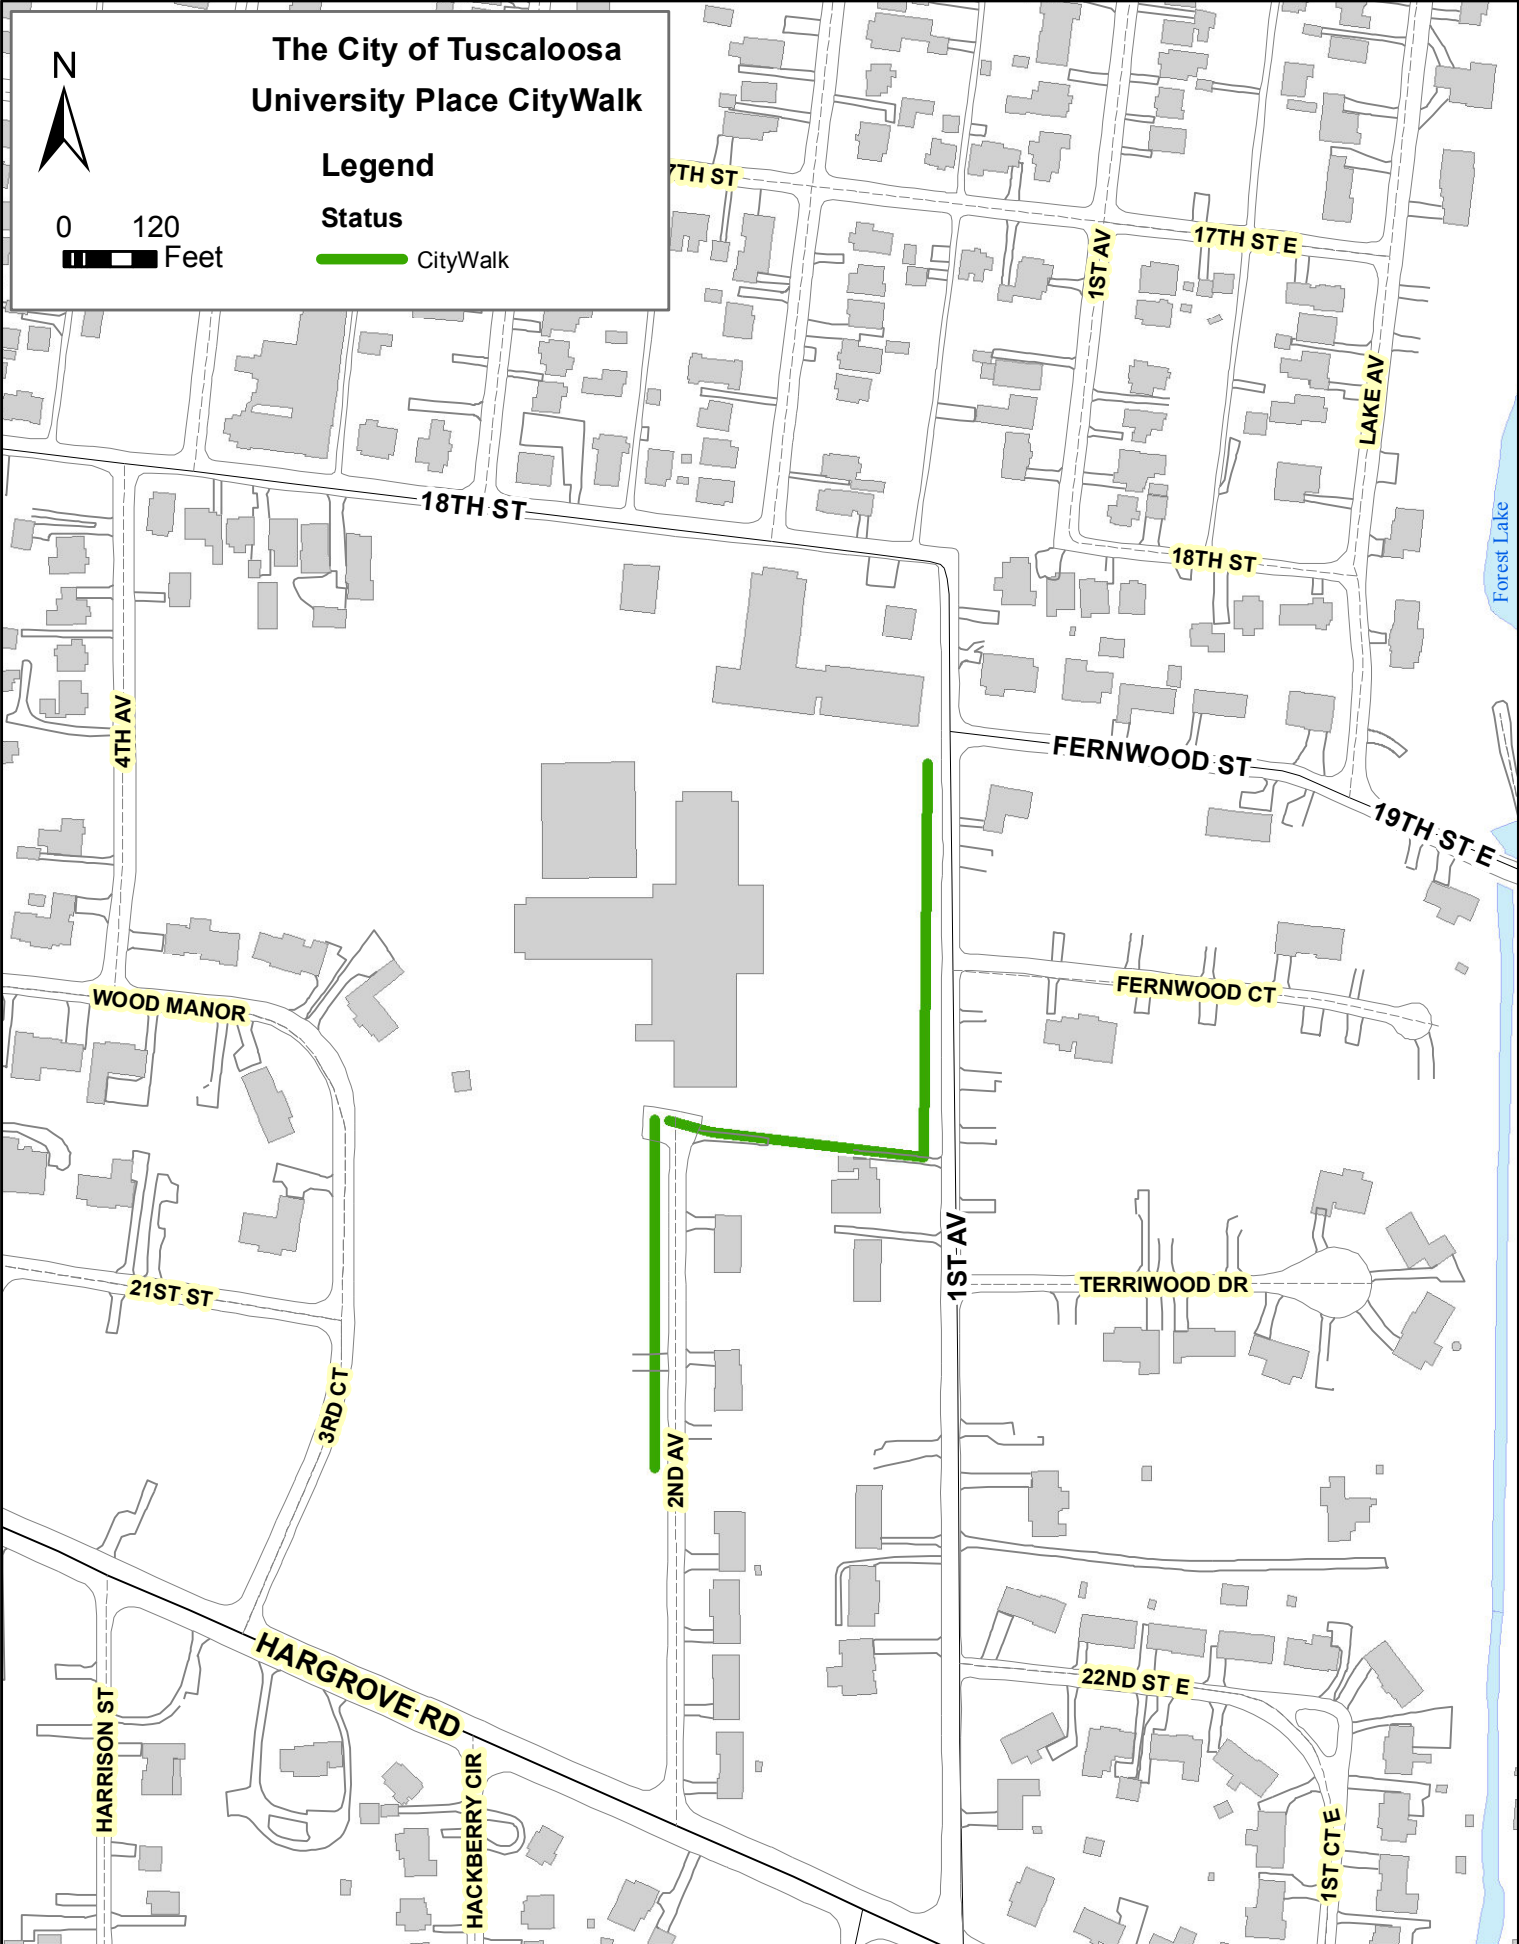 The City of Tuscaloosa
University Place CityWalk
N
Legend
Status
0 120
Feet
CityWalk
7TH ST
17TH ST E
1ST AV
LAKE AV
18TH ST
Forest Lake
18TH ST
4TH AV
FERNWOOD ST
19TH ST E
WOOD MANOR
FERNWOOD CT
1ST AV
21ST ST
TERRIWOOD DR
3RD CT
2ND AV
HARGROVE RD
22ND ST E
HARRISON ST
HACKBERRY CIR
1ST CT E